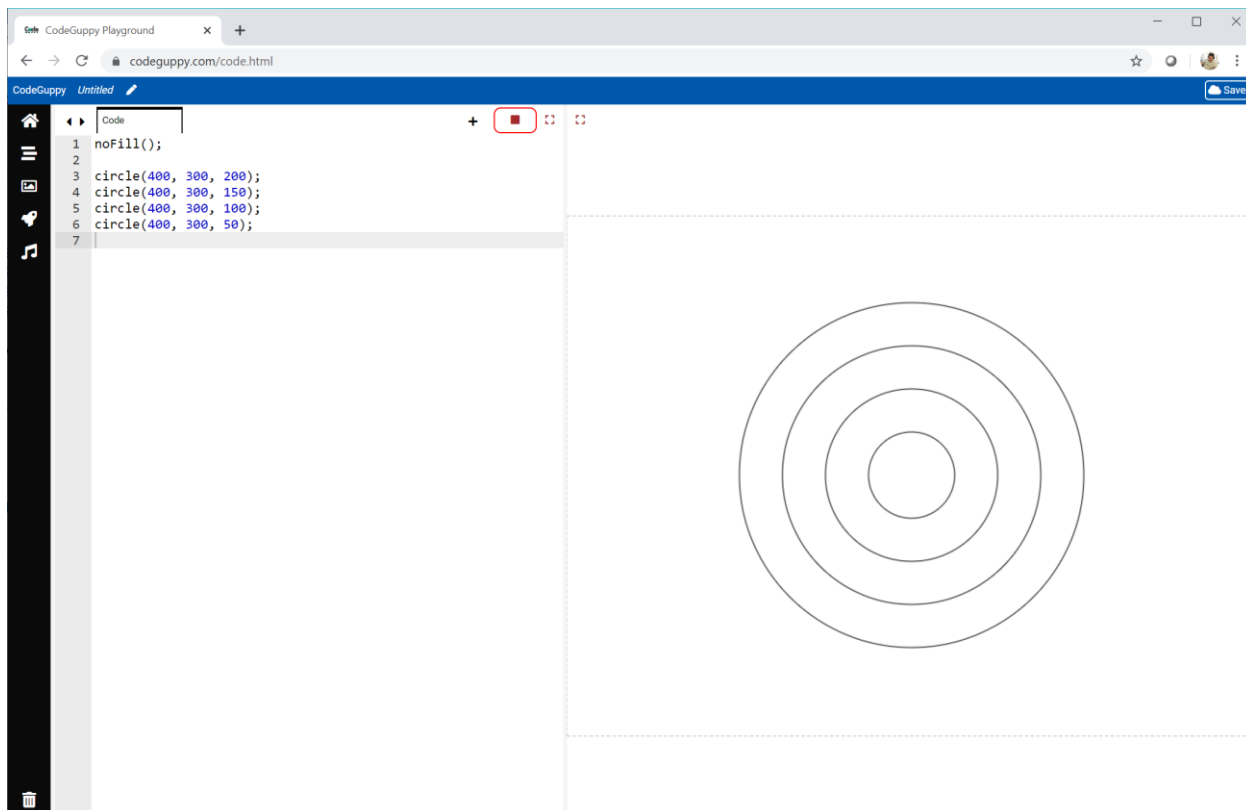 Code CodeGuppy Playground
codeguppy.com/code.html
CodeGuppy Untitled Save
Code
1 noFill();
2
3 circle(400, 300, 200);
4 circle(400, 300, 150);
5 circle(400, 300, 100);
6 circle(400, 300, 50);
7